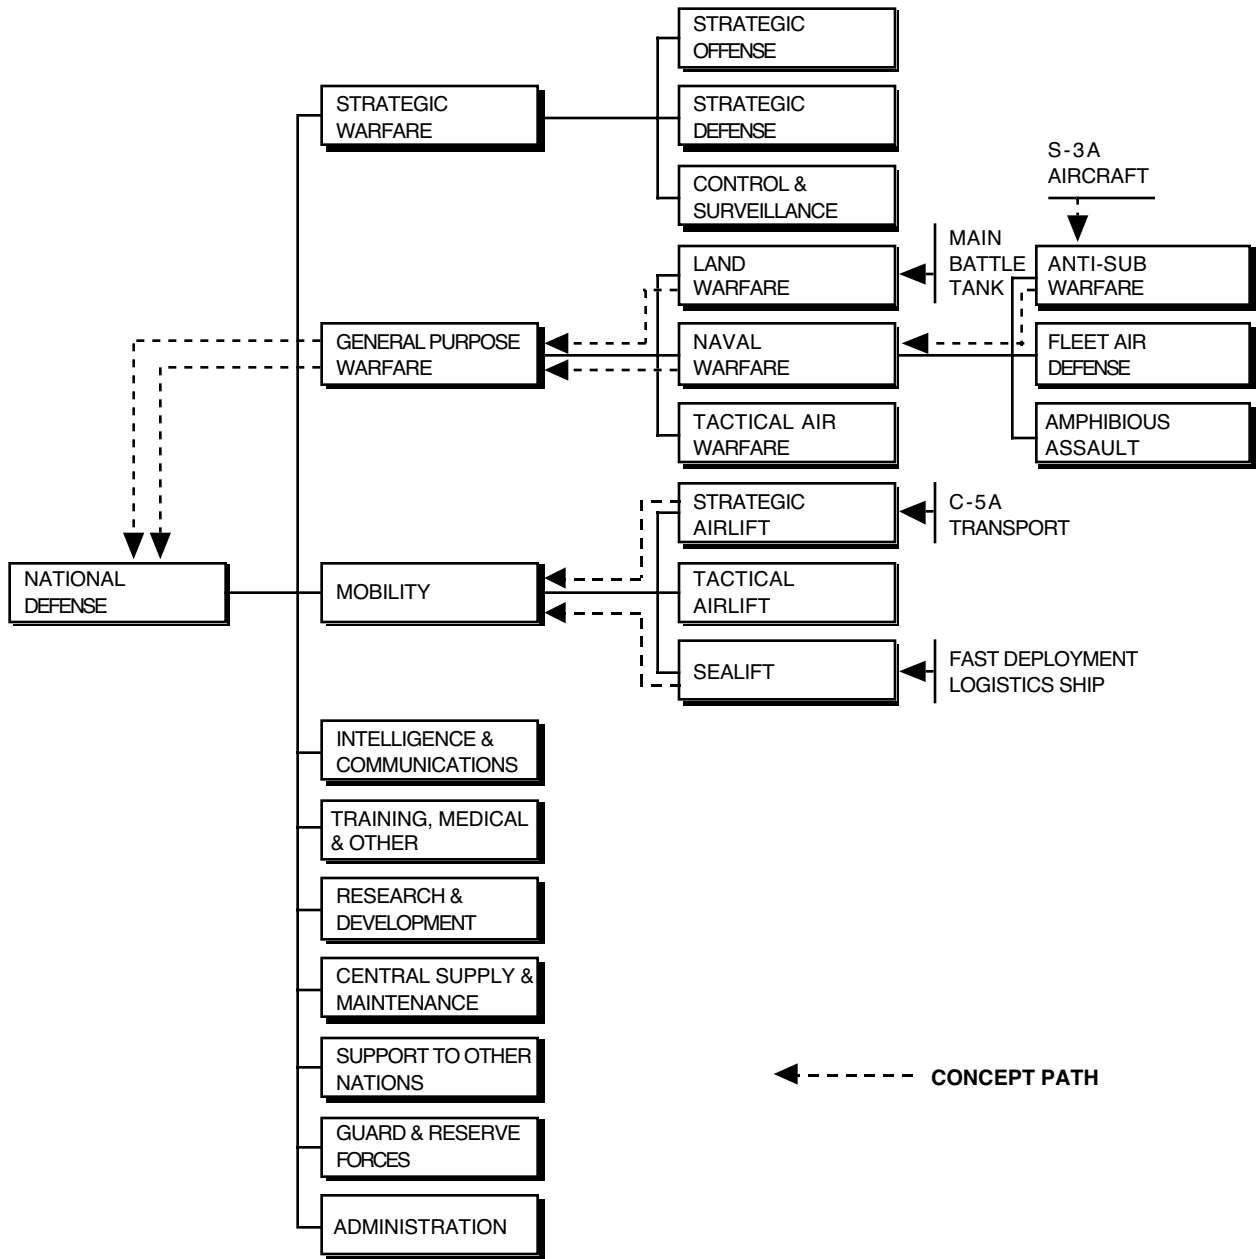 STRATEGIC
OFFENSE
STRATEGIC
WARFARE
STRATEGIC
DEFENSE
CONTROL &
SURVEILLANCE
S-3A
AIRCRAFT
LAND
WARFARE
MAIN
BATTLE
TANK
ANTI-SUB
WARFARE
GENERAL PURPOSE
WARFARE
NAVAL
WARFARE
FLEET AIR
DEFENSE
TACTICAL AIR
WARFARE
AMPHIBIOUS
ASSAULT
STRATEGIC
AIRLIFT
C-5A
TRANSPORT
NATIONAL
DEFENSE
MOBILITY
TACTICAL
AIRLIFT
SEALIFT
FAST DEPLOYMENT
LOGISTICS SHIP
INTELLIGENCE &
COMMUNICATIONS
TRAINING, MEDICAL
& OTHER
RESEARCH &
DEVELOPMENT
CENTRAL SUPPLY &
MAINTENANCE
SUPPORT TO OTHER
NATIONS
CONCEPT PATH
GUARD & RESERVE
FORCES
ADMINISTRATION